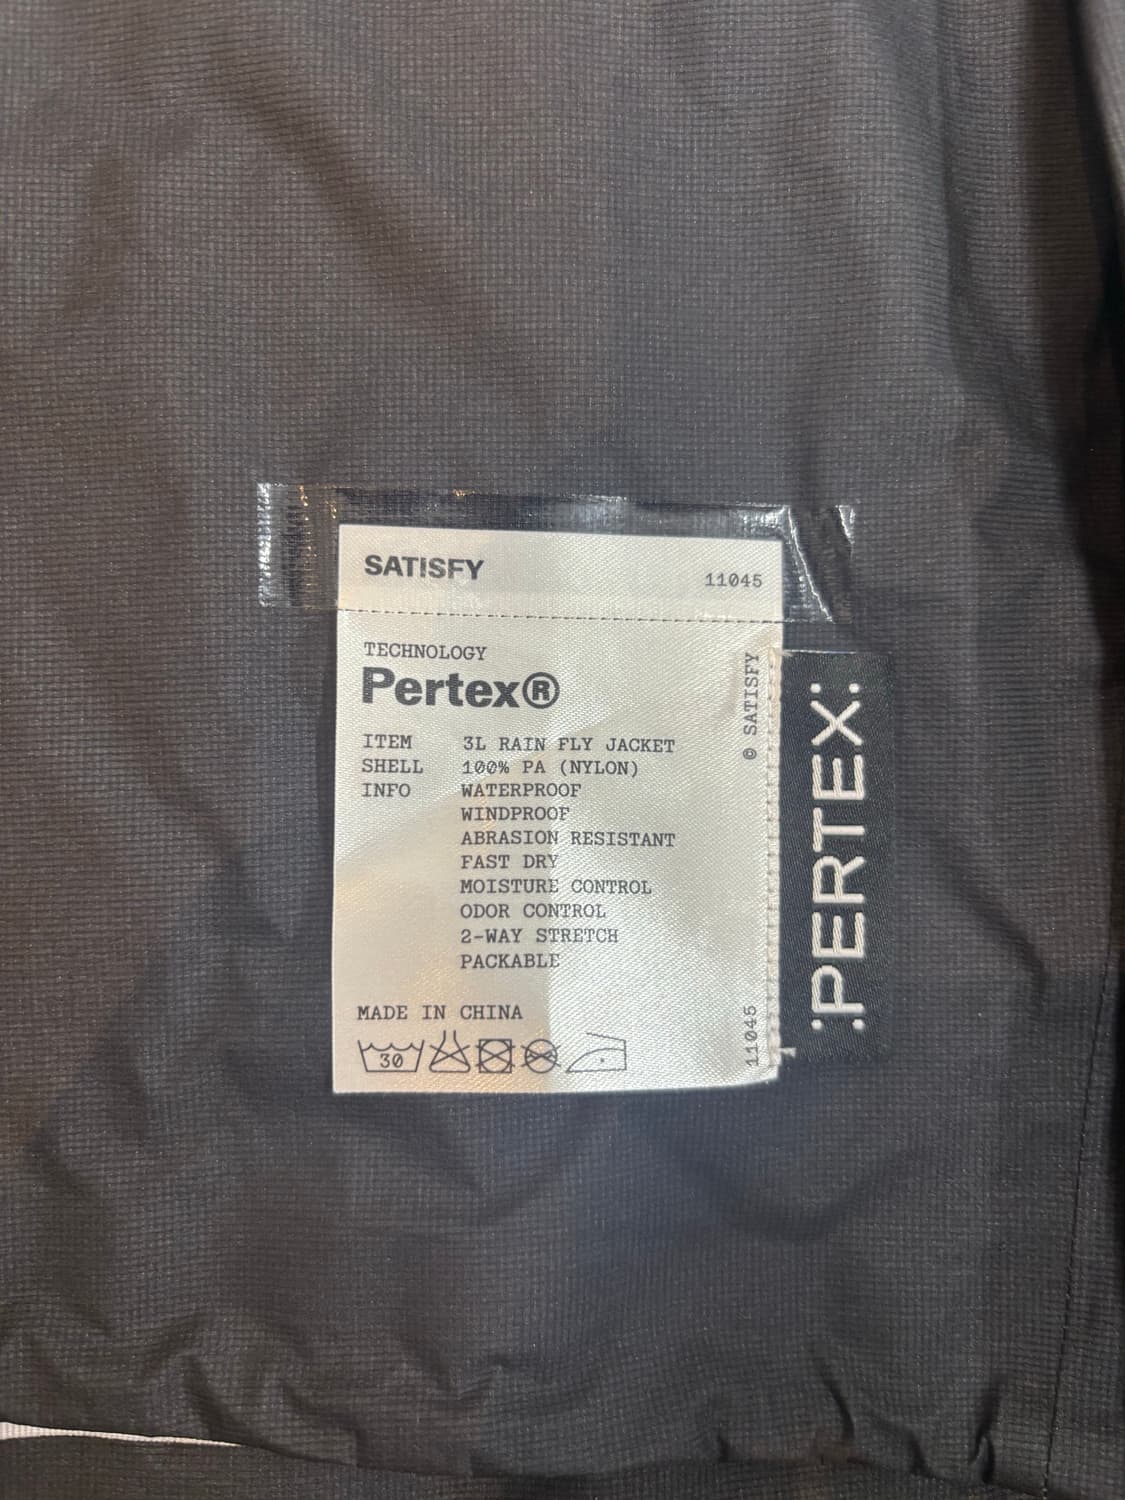 SATISFY
11045
TECHNOLOGY
Pertex®
ITEM 3L RAIN FLY JACKET
SHELL 100% PA (NYLON)
INFO WATERPROOF
WINDPROOF
ABRASION RESISTANT
FAST DRY
MOISTURE CONTROL
ODOR CONTROL
2-WAY STRETCH
PACKABLE
MADE IN CHINA
30
© SATISFY
11045
:PERTEX: